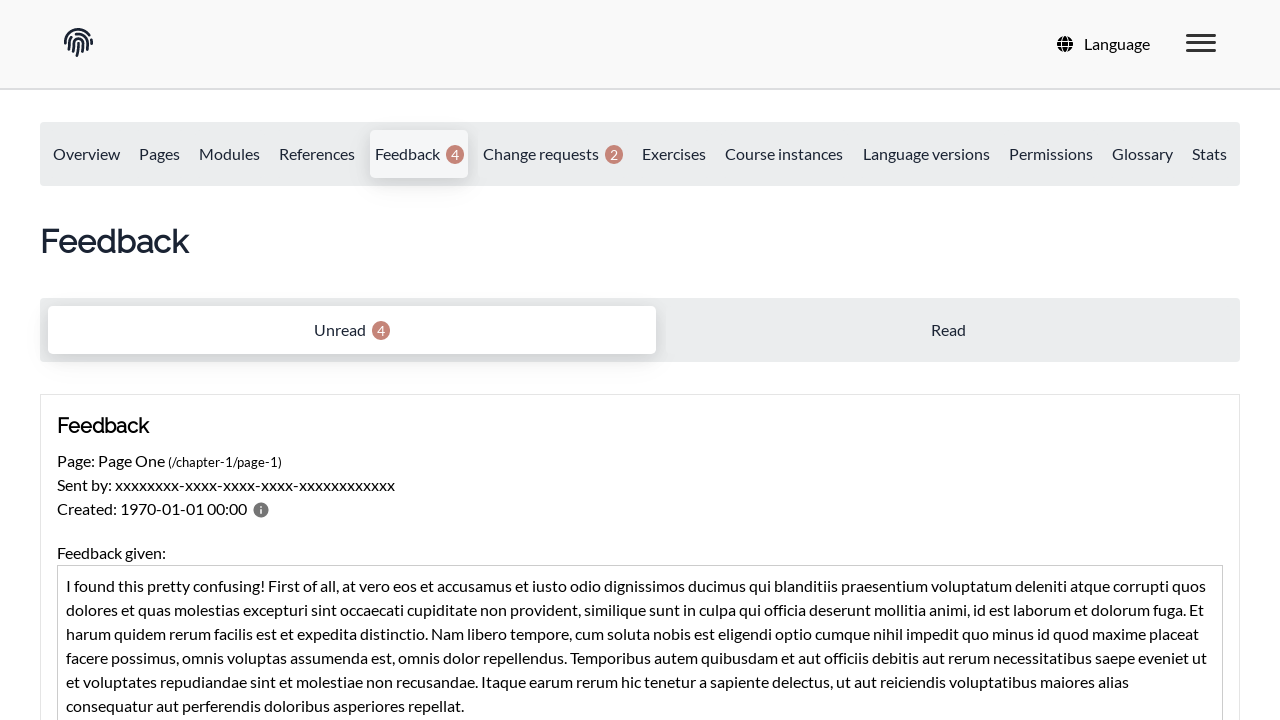 Language
Overview Pages Modules References Feedback 4 Change requests 2 Exercises Course instances Language versions Permissions Glossary Stats
Feedback
Unread 4 Read
Feedback
Page: Page One (/chapter-1/page-1)
Sent by: xxxxxxxx-xxxx-xxxx-xxxx-xxxxxxxxxxxx
Created: 1970-01-01 00:00
Feedback given:
I found this pretty confusing! First of all, at vero eos et accusamus et iusto odio dignissimos ducimus qui blanditiis praesentium voluptatum deleniti atque corrupti quos
dolores et quas molestias excepturi sint occaecati cupiditate non provident, similique sunt in culpa qui officia deserunt mollitia animi, id est laborum et dolorum fuga. Et
harum quidem rerum facilis est et expedita distinctio. Nam libero tempore, cum soluta nobis est eligendi optio cumque nihil impedit quo minus id quod maxime placeat
facere possimus, omnis voluptas assumenda est, omnis dolor repellendus. Temporibus autem quibusdam et aut officiis debitis aut rerum necessitatibus saepe eveniet ut
et voluptates repudiandae sint et molestiae non recusandae. Itaque earum rerum hic tenetur a sapiente delectus, ut aut reiciendis voluptatibus maiores alias
consequatur aut perferendis doloribus asperiores repellat.